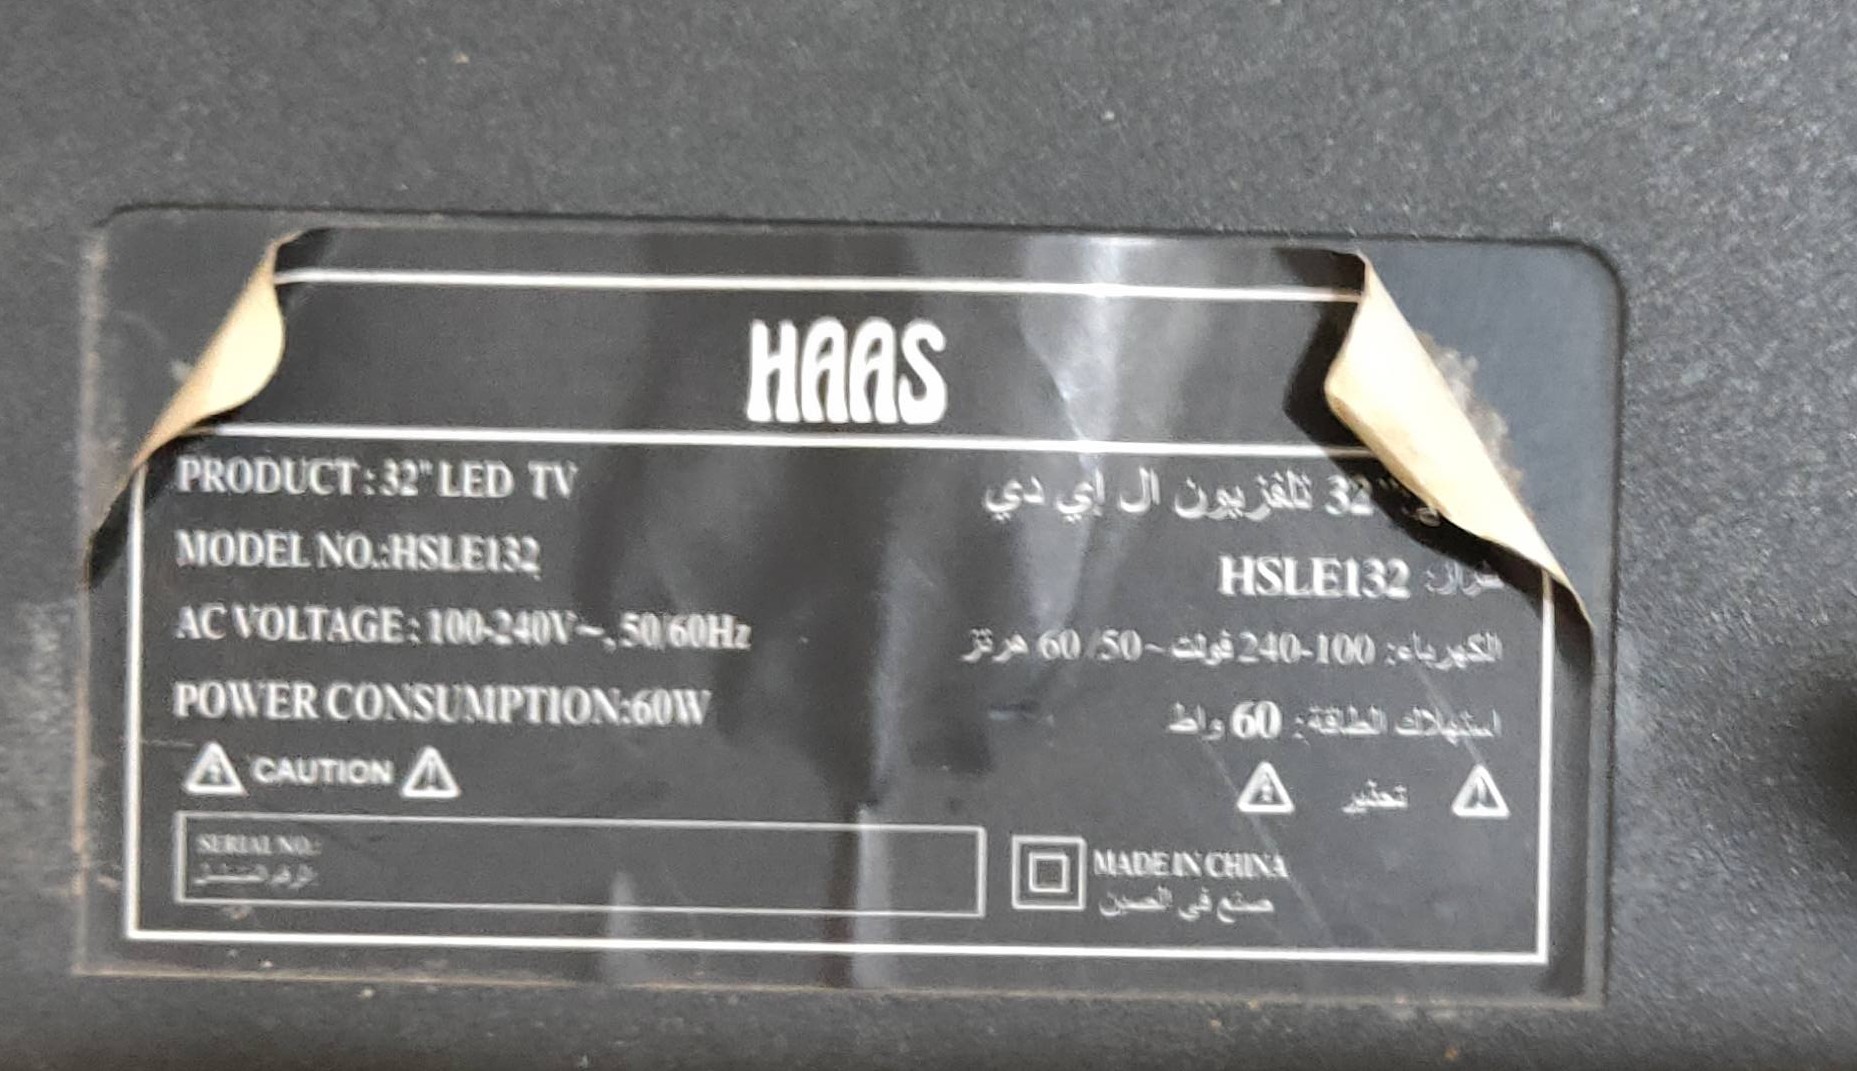 HAAS
PRODUCT: 32" LED TV
32 تلفزيون ال إي دي
MODEL NO.:HSLE132
طراز: HSLE132
AC VOLTAGE: 100-240V~, 50/60Hz
الكهرباء: 100-240 فولت ~50/ 60 هرتز
POWER CONSUMPTION:60W
استهلاك الطاقة: 60 واط
CAUTION
تحذير
SERIAL NO.:
MADE IN CHINA
صنع في الصين